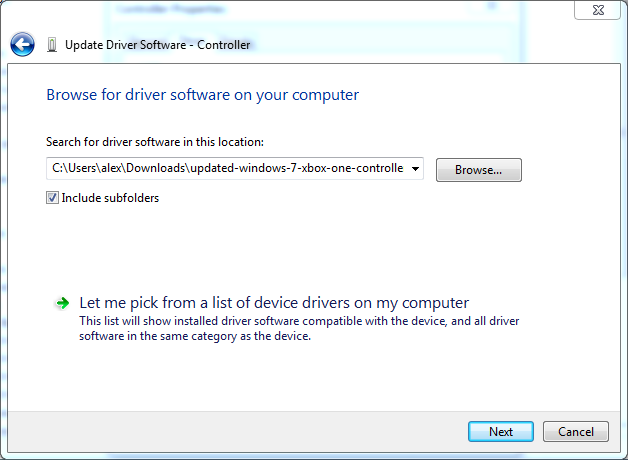 Update Driver Software - Controller
Browse for driver software on your computer
Search for driver software in this location:
C:\Users\alex\Downloads\updated-windows-7-xbox-one-controlle
Browse...
Include subfolders
Let me pick from a list of device drivers on my computer
This list will show installed driver software compatible with the device, and all driver
software in the same category as the device.
Next
Cancel